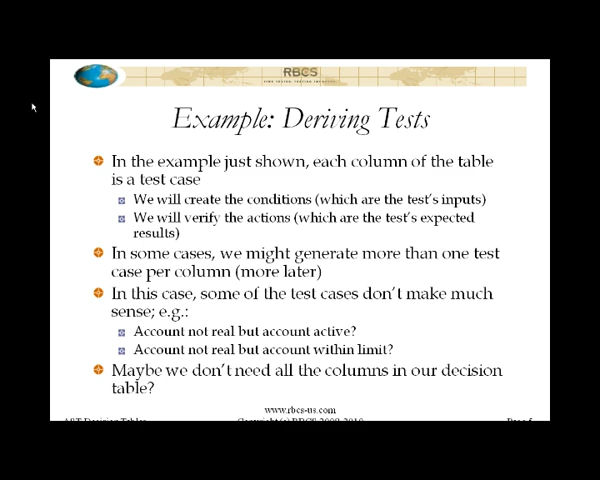 RBCS
Example: Deriving Tests
In the example just shown, each column of the table
is a test case
We will create the conditions (which are the test's inputs)
We will verify the actions (which are the test's expected
results)
In some cases, we might generate more than one test
case per column (more later)
In this case, some of the test cases don't make much
sense; e.g.:
Account not real but account active?
Account not real but account within limit?
Maybe we don't need all the columns in our decision
table?
www.rbcs-us.com